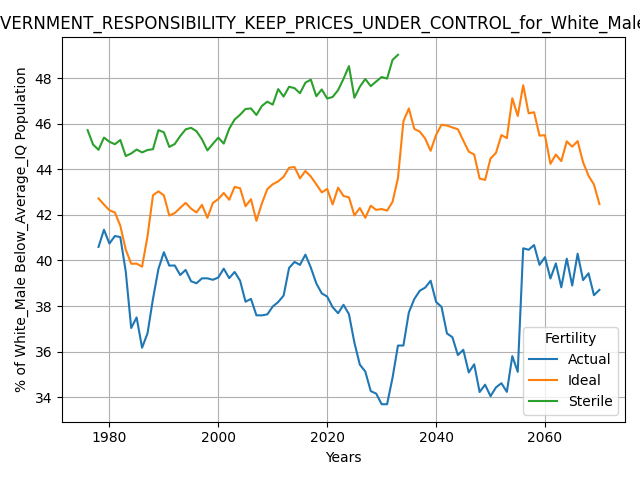 VERNMENT_RESPONSIBILITY_KEEP_PRICES_UNDER_CONTROL_for_White_Male
% of White_Male Below_Average_IQ Population
48
46
44
42
40
38
36
34
Fertility
Actual
Ideal
Sterile
1980 2000 2020 2040 2060
Years